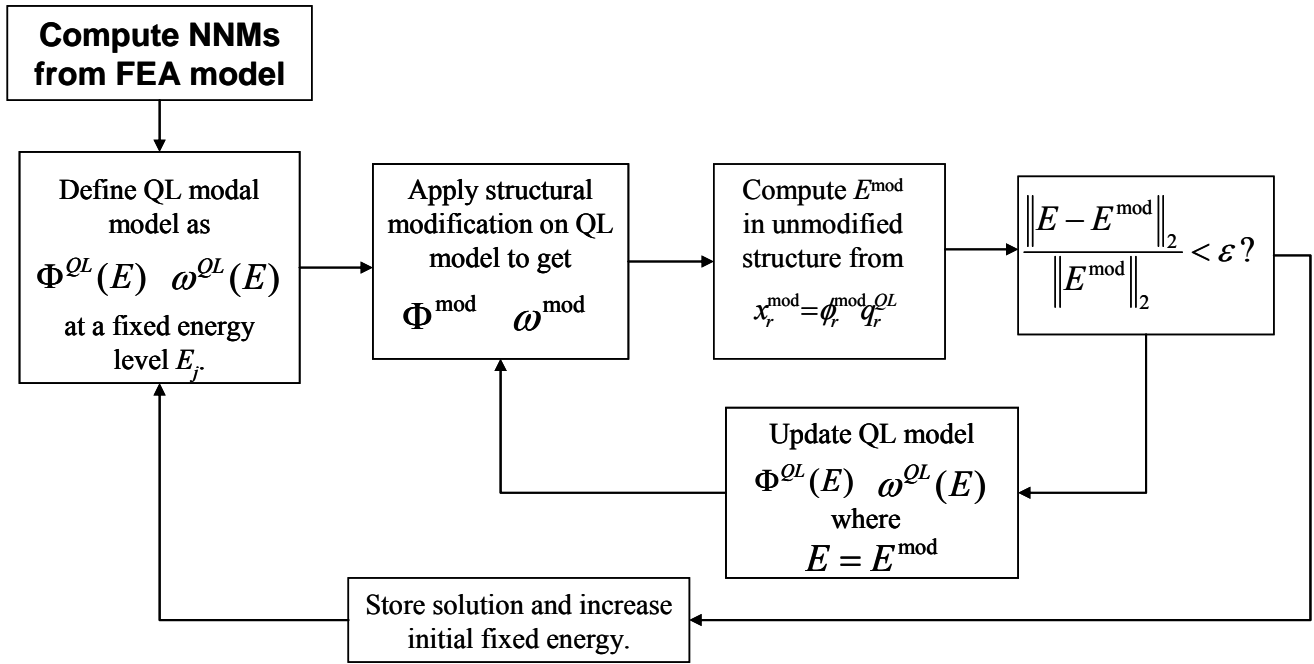 Compute NNMs
from FEA model
Define QL modal
model as
Φ^QL(E) ω^QL(E)
at a fixed energy
level E_j.
Apply structural
modification on QL
model to get
Φ^mod ω^mod
Compute E^mod
in unmodified
structure from
x_r^mod=ϕ_r^mod q_r^QL
‖E − E^mod‖_2
‖E^mod‖_2
< ε?
Update QL model
Φ^QL(E) ω^QL(E)
where
E = E^mod
Store solution and increase
initial fixed energy.